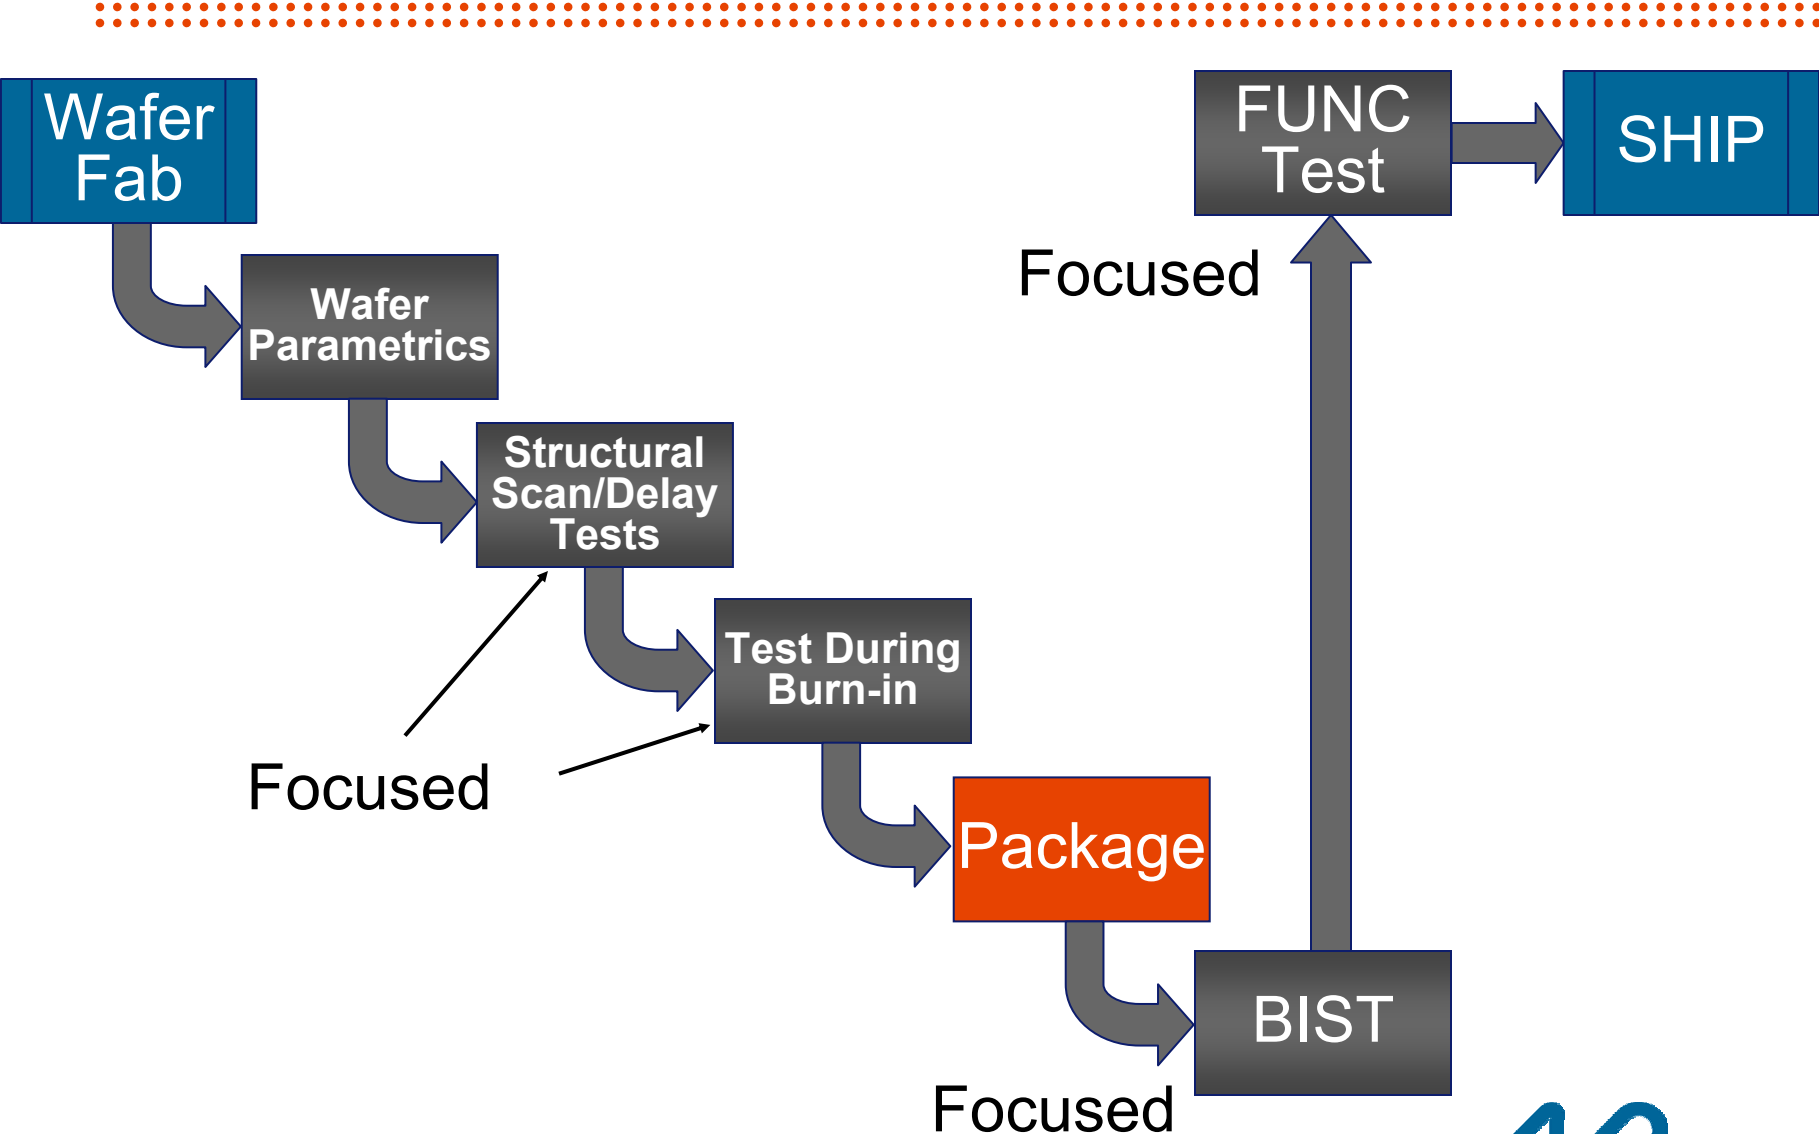 Wafer
Fab
FUNC
Test
SHIP
Focused
Wafer
Parametrics
Structural
Scan/Delay
Tests
Test During
Burn-in
Focused
Package
BIST
Focused